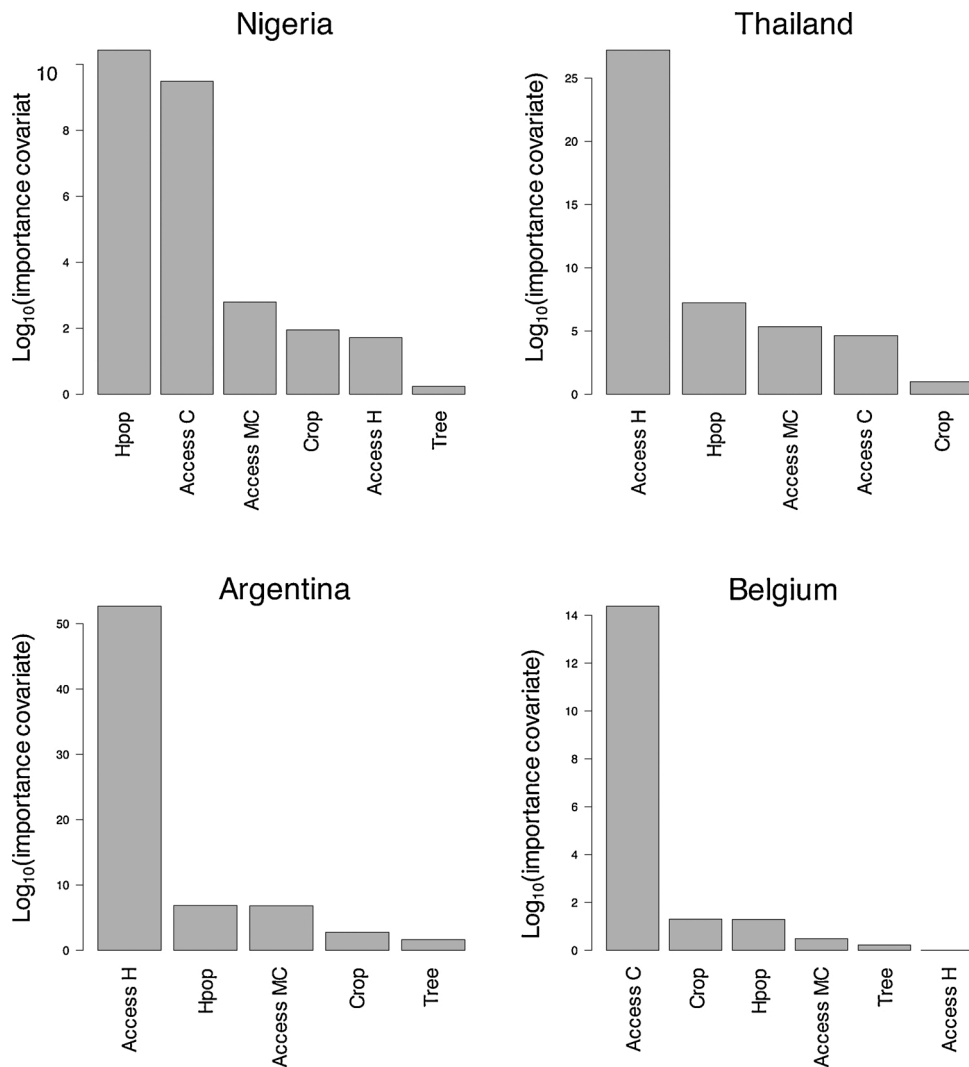 Nigeria
Log10(importance covariat
10
8
6
4
2
0
Hpop
Access C
Access MC
Crop
Access H
Tree
Thailand
Log10(importance covariate)
25
20
15
10
5
0
Access H
Hpop
Access MC
Access C
Crop
Argentina
Log10(importance covariate)
50
40
30
20
10
0
Access H
Hpop
Access MC
Crop
Tree
Belgium
Log10(importance covariate)
14
12
10
8
6
4
2
0
Access C
Crop
Hpop
Access MC
Tree
Access H